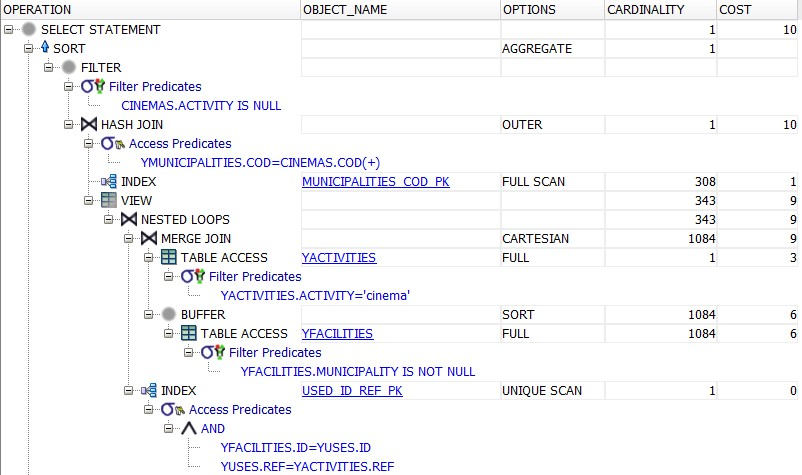 OPERATION OBJECT_NAME OPTIONS CARDINALITY COST
SELECT STATEMENT 1 10
SORT AGGREGATE 1
FILTER
Filter Predicates
CINEMAS.ACTIVITY IS NULL
HASH JOIN OUTER 1 10
Access Predicates
YMUNICIPALITIES.COD=CINEMAS.COD(+)
INDEX MUNICIPALITIES_COD_PK FULL SCAN 308 1
VIEW 343 9
NESTED LOOPS 343 9
MERGE JOIN CARTESIAN 1084 9
TABLE ACCESS YACTIVITIES FULL 1 3
Filter Predicates
YACTIVITIES.ACTIVITY='cinema'
BUFFER SORT 1084 6
TABLE ACCESS YFACILITIES FULL 1084 6
Filter Predicates
YFACILITIES.MUNICIPALITY IS NOT NULL
INDEX USED_ID_REF_PK UNIQUE SCAN 1 0
Access Predicates
AND
YFACILITIES.ID=YUSES.ID
YUSES.REF=YACTIVITIES.REF